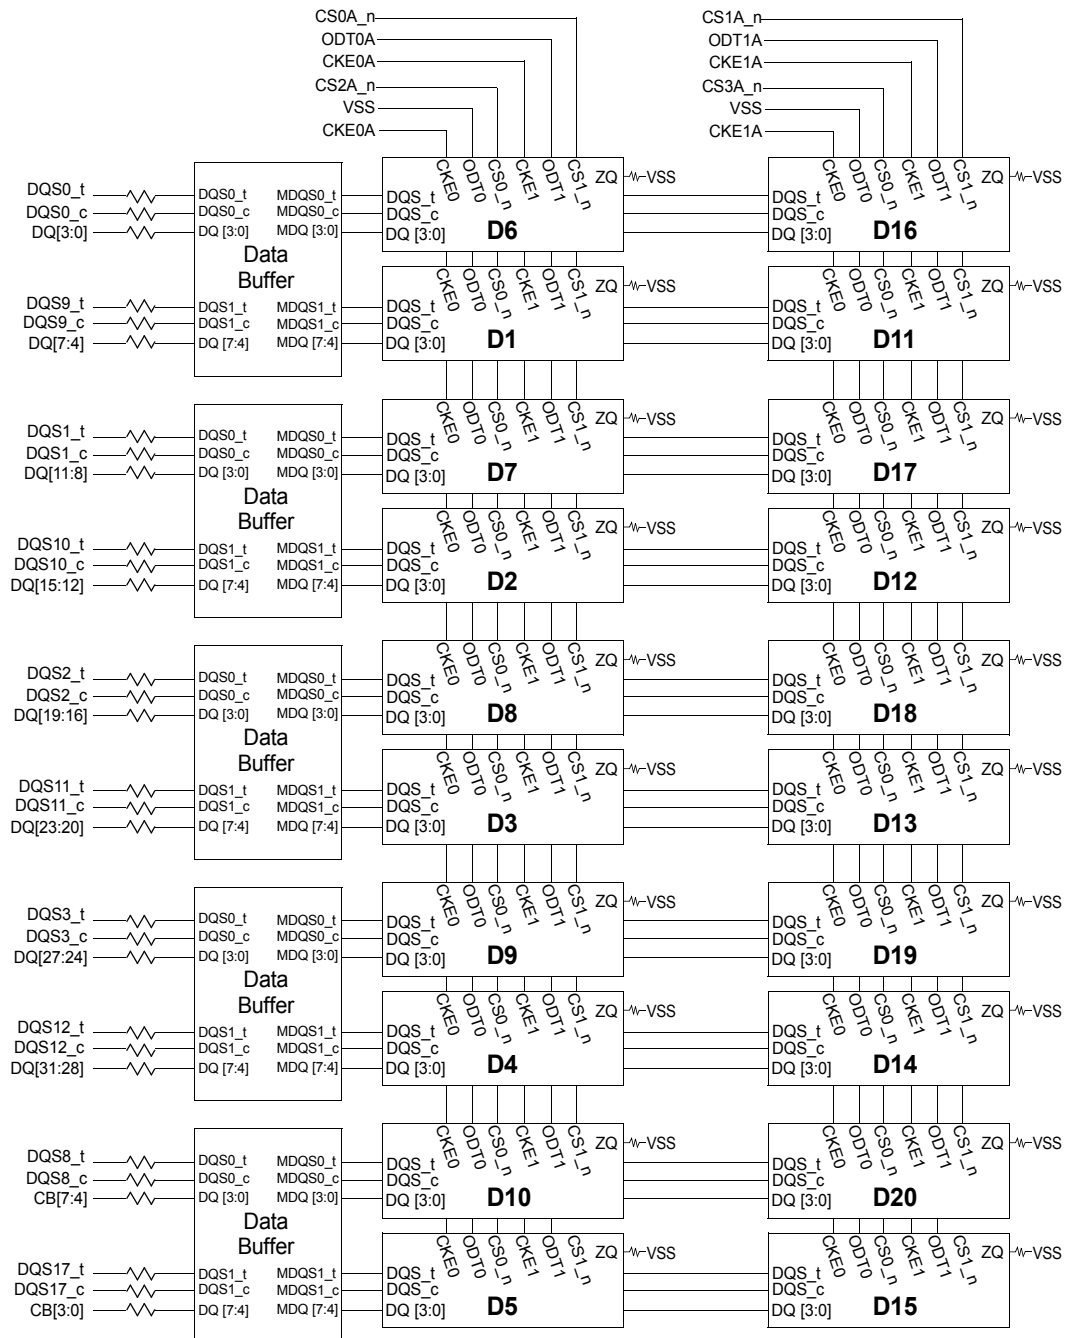 CS0A_n
ODT0A
CKE0A
CS2A_n
VSS
CKE0A
CS1A_n
ODT1A
CKE1A
CS3A_n
VSS
CKE1A
DQS0_t
DQS0_c
DQ[3:0]
DQS9_t
DQS9_c
DQ[7:4]
DQS0_t MDQS0_t
DQS0_c MDQS0_c
DQ [3:0] MDQ [3:0]
Data
Buffer
DQS1_t MDQS1_t
DQS1_c MDQS1_c
DQ [7:4] MDQ [7:4]
CKE0 ODT0 CS0_n CKE1 ODT1 CS1_n ZQ VSS
DQS_t
DQS_c
DQ [3:0] D6
CKE0 ODT0 CS0_n CKE1 ODT1 CS1_n ZQ VSS
DQS_t
DQS_c
DQ [3:0] D16
CKE0 ODT0 CS0_n CKE1 ODT1 CS1_n ZQ VSS
DQS_t
DQS_c
DQ [3:0] D1
CKE0 ODT0 CS0_n CKE1 ODT1 CS1_n ZQ VSS
DQS_t
DQS_c
DQ [3:0] D11
DQS1_t
DQS1_c
DQ[11:8]
DQS10_t
DQS10_c
DQ[15:12]
DQS0_t MDQS0_t
DQS0_c MDQS0_c
DQ [3:0] MDQ [3:0]
Data
Buffer
DQS1_t MDQS1_t
DQS1_c MDQS1_c
DQ [7:4] MDQ [7:4]
CKE0 ODT0 CS0_n CKE1 ODT1 CS1_n ZQ VSS
DQS_t
DQS_c
DQ [3:0] D7
CKE0 ODT0 CS0_n CKE1 ODT1 CS1_n ZQ VSS
DQS_t
DQS_c
DQ [3:0] D17
CKE0 ODT0 CS0_n CKE1 ODT1 CS1_n ZQ VSS
DQS_t
DQS_c
DQ [3:0] D2
CKE0 ODT0 CS0_n CKE1 ODT1 CS1_n ZQ VSS
DQS_t
DQS_c
DQ [3:0] D12
DQS2_t
DQS2_c
DQ[19:16]
DQS11_t
DQS11_c
DQ[23:20]
DQS0_t MDQS0_t
DQS0_c MDQS0_c
DQ [3:0] MDQ [3:0]
Data
Buffer
DQS1_t MDQS1_t
DQS1_c MDQS1_c
DQ [7:4] MDQ [7:4]
CKE0 ODT0 CS0_n CKE1 ODT1 CS1_n ZQ VSS
DQS_t
DQS_c
DQ [3:0] D8
CKE0 ODT0 CS0_n CKE1 ODT1 CS1_n ZQ VSS
DQS_t
DQS_c
DQ [3:0] D18
CKE0 ODT0 CS0_n CKE1 ODT1 CS1_n ZQ VSS
DQS_t
DQS_c
DQ [3:0] D3
CKE0 ODT0 CS0_n CKE1 ODT1 CS1_n ZQ VSS
DQS_t
DQS_c
DQ [3:0] D13
DQS3_t
DQS3_c
DQ[27:24]
DQS12_t
DQS12_c
DQ[31:28]
DQS0_t MDQS0_t
DQS0_c MDQS0_c
DQ [3:0] MDQ [3:0]
Data
Buffer
DQS1_t MDQS1_t
DQS1_c MDQS1_c
DQ [7:4] MDQ [7:4]
CKE0 ODT0 CS0_n CKE1 ODT1 CS1_n ZQ VSS
DQS_t
DQS_c
DQ [3:0] D9
CKE0 ODT0 CS0_n CKE1 ODT1 CS1_n ZQ VSS
DQS_t
DQS_c
DQ [3:0] D19
CKE0 ODT0 CS0_n CKE1 ODT1 CS1_n ZQ VSS
DQS_t
DQS_c
DQ [3:0] D4
CKE0 ODT0 CS0_n CKE1 ODT1 CS1_n ZQ VSS
DQS_t
DQS_c
DQ [3:0] D14
DQS8_t
DQS8_c
CB[7:4]
DQS17_t
DQS17_c
CB[3:0]
DQS0_t MDQS0_t
DQS0_c MDQS0_c
DQ [3:0] MDQ [3:0]
Data
Buffer
DQS1_t MDQS1_t
DQS1_c MDQS1_c
DQ [7:4] MDQ [7:4]
CKE0 ODT0 CS0_n CKE1 ODT1 CS1_n ZQ VSS
DQS_t
DQS_c
DQ [3:0] D10
CKE0 ODT0 CS0_n CKE1 ODT1 CS1_n ZQ VSS
DQS_t
DQS_c
DQ [3:0] D20
CKE0 ODT0 CS0_n CKE1 ODT1 CS1_n ZQ VSS
DQS_t
DQS_c
DQ [3:0] D5
CKE0 ODT0 CS0_n CKE1 ODT1 CS1_n ZQ VSS
DQS_t
DQS_c
DQ [3:0] D15